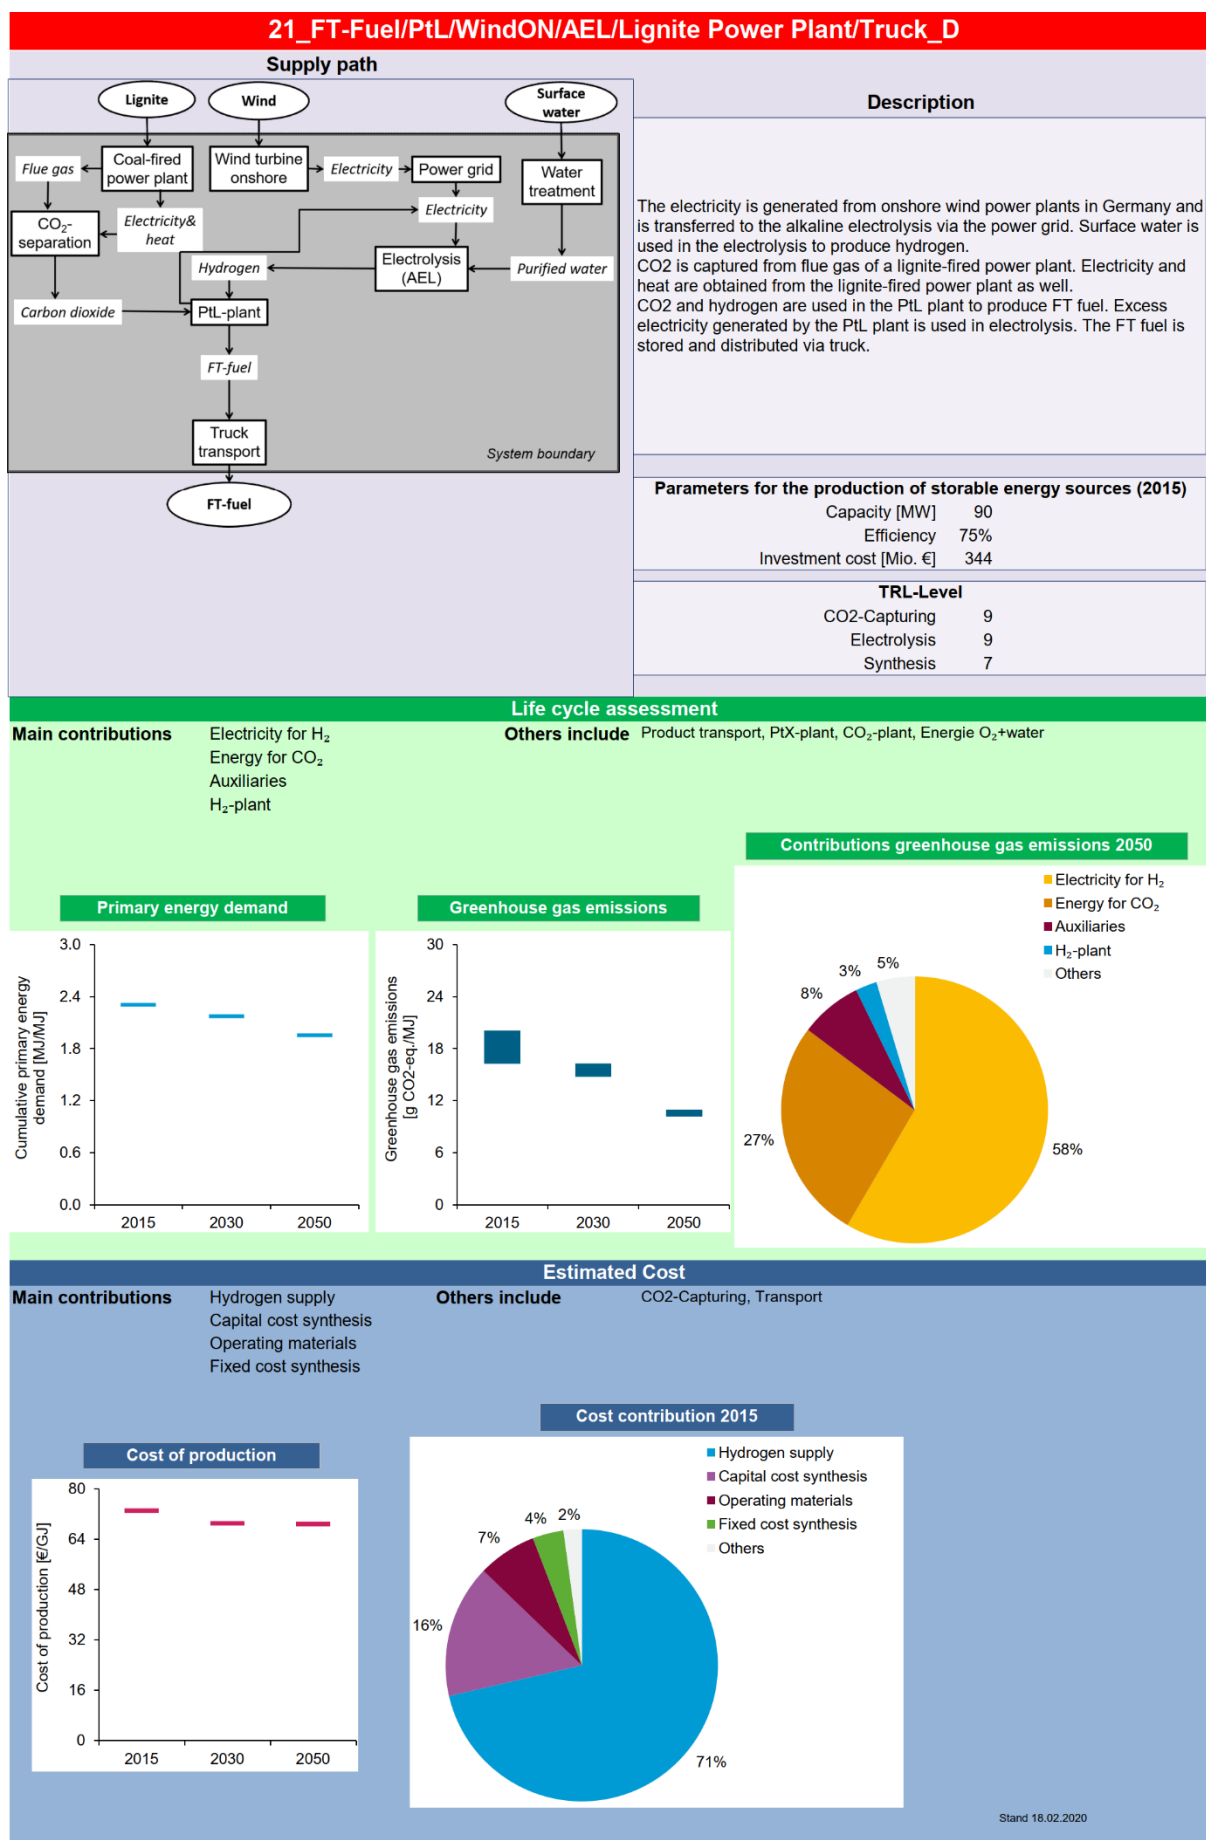 21_FT-Fuel/PtL/WindON/AEL/Lignite Power Plant/Truck_D
Supply path
Lignite
Wind
Surface
water
Flue gas
Coal-fired
power plant
Wind turbine
onshore
Electricity
Power grid
Water
treatment
CO₂-
separation
Electricity&
heat
Electricity
Hydrogen
Electrolysis
(AEL)
Purified water
Carbon dioxide
PtL-plant
FT-fuel
Truck
transport
System boundary
FT-fuel
Description
The electricity is generated from onshore wind power plants in Germany and
is transferred to the alkaline electrolysis via the power grid. Surface water is
used in the electrolysis to produce hydrogen.
CO2 is captured from flue gas of a lignite-fired power plant. Electricity and
heat are obtained from the lignite-fired power plant as well.
CO2 and hydrogen are used in the PtL plant to produce FT fuel. Excess
electricity generated by the PtL plant is used in electrolysis. The FT fuel is
stored and distributed via truck.
Parameters for the production of storable energy sources (2015)
Capacity [MW] 90
Efficiency 75%
Investment cost [Mio. €] 344
TRL-Level
CO2-Capturing 9
Electrolysis 9
Synthesis 7
Life cycle assessment
Main contributions
Electricity for H₂
Energy for CO₂
Auxiliaries
H₂-plant
Others include Product transport, PtX-plant, CO₂-plant, Energie O₂+water
Primary energy demand
Cumulative primary energy
demand [MJ/MJ]
3.0
2.4
1.8
1.2
0.6
0.0
2015 2030 2050
Greenhouse gas emissions
Greenhouse gas emissions
[g CO2-eq./MJ]
30
24
18
12
6
0
2015 2030 2050
Contributions greenhouse gas emissions 2050
Electricity for H₂
Energy for CO₂
Auxiliaries
H₂-plant
Others
5%
3%
8%
27%
58%
Estimated Cost
Main contributions
Hydrogen supply
Capital cost synthesis
Operating materials
Fixed cost synthesis
Others include CO2-Capturing, Transport
Cost of production
Cost of production [€/GJ]
80
64
48
32
16
0
2015 2030 2050
Cost contribution 2015
Hydrogen supply
Capital cost synthesis
Operating materials
Fixed cost synthesis
Others
2%
4%
7%
16%
71%
Stand 18.02.2020